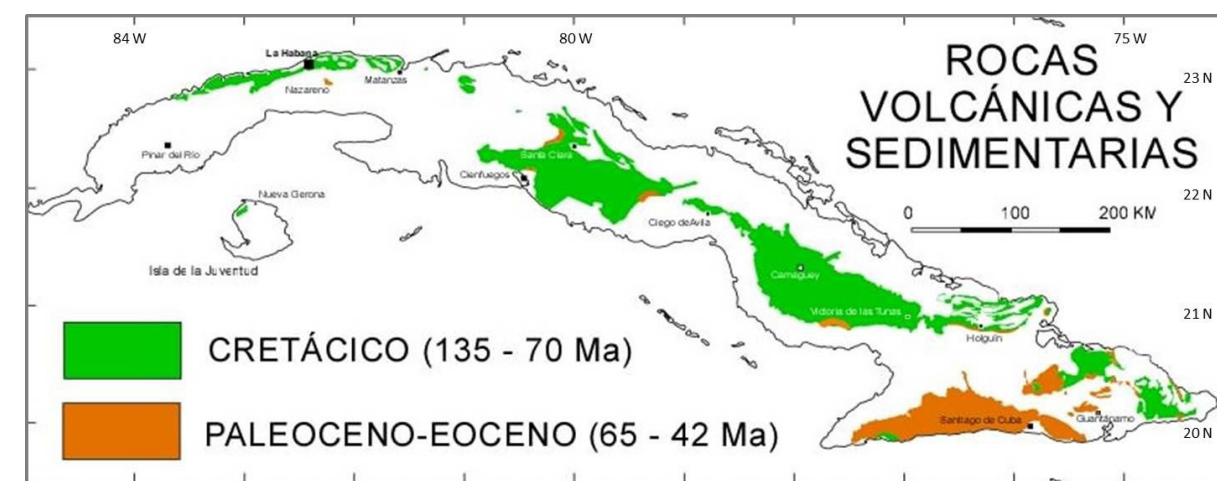 84 W
80 W
75 W
La Habana
Matanzas
Nazareno
Pinar del Río
Nueva Gerona
Isla de la Juventud
Santa Clara
Cienfuegos
Ciego de Avila
Camagüey
Victoria de las Tunas
Holguín
Santiago de Cuba
Guantánamo
ROCAS
VOLCÁNICAS Y
SEDIMENTARIAS
0 100 200 KM
23 N
22 N
21 N
20 N
CRETÁCICO (135 - 70 Ma)
PALEOCENO-EOCENO (65 - 42 Ma)